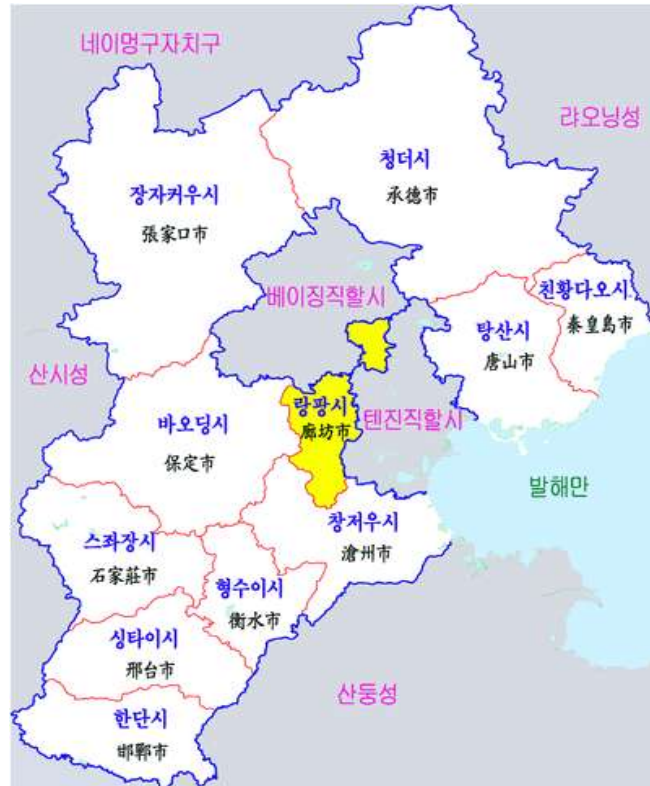 네이멍구자치구
랴오닝성
청더시
承德市
장자커우시
張家口市
베이징직할시
친황다오시
秦皇島市
탕산시
唐山市
산시성
랑팡시
廊坊市
텐진직할시
바오딩시
保定市
발해만
창저우시
滄州市
스좌장시
石家莊市
형수이시
衡水市
싱타이시
邢台市
산둥성
한단시
邯鄲市